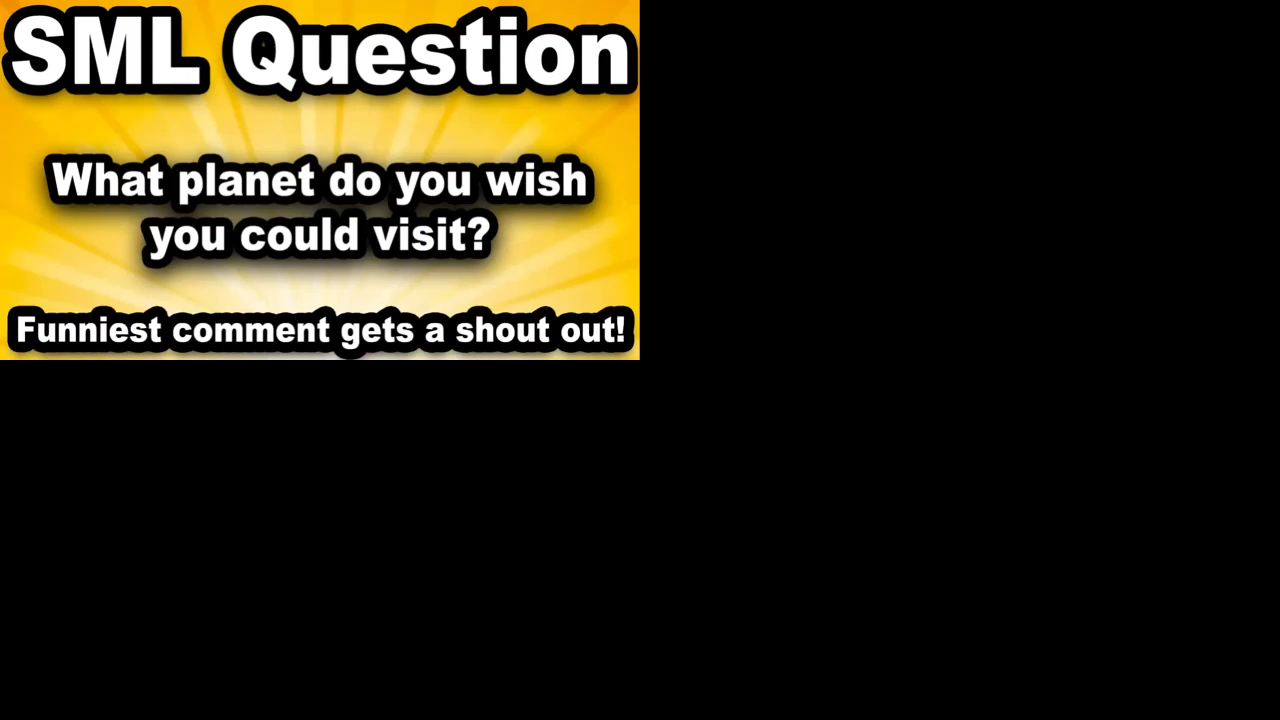 SML Question
What planet do you wish
you could visit?
Funniest comment gets a shout out!